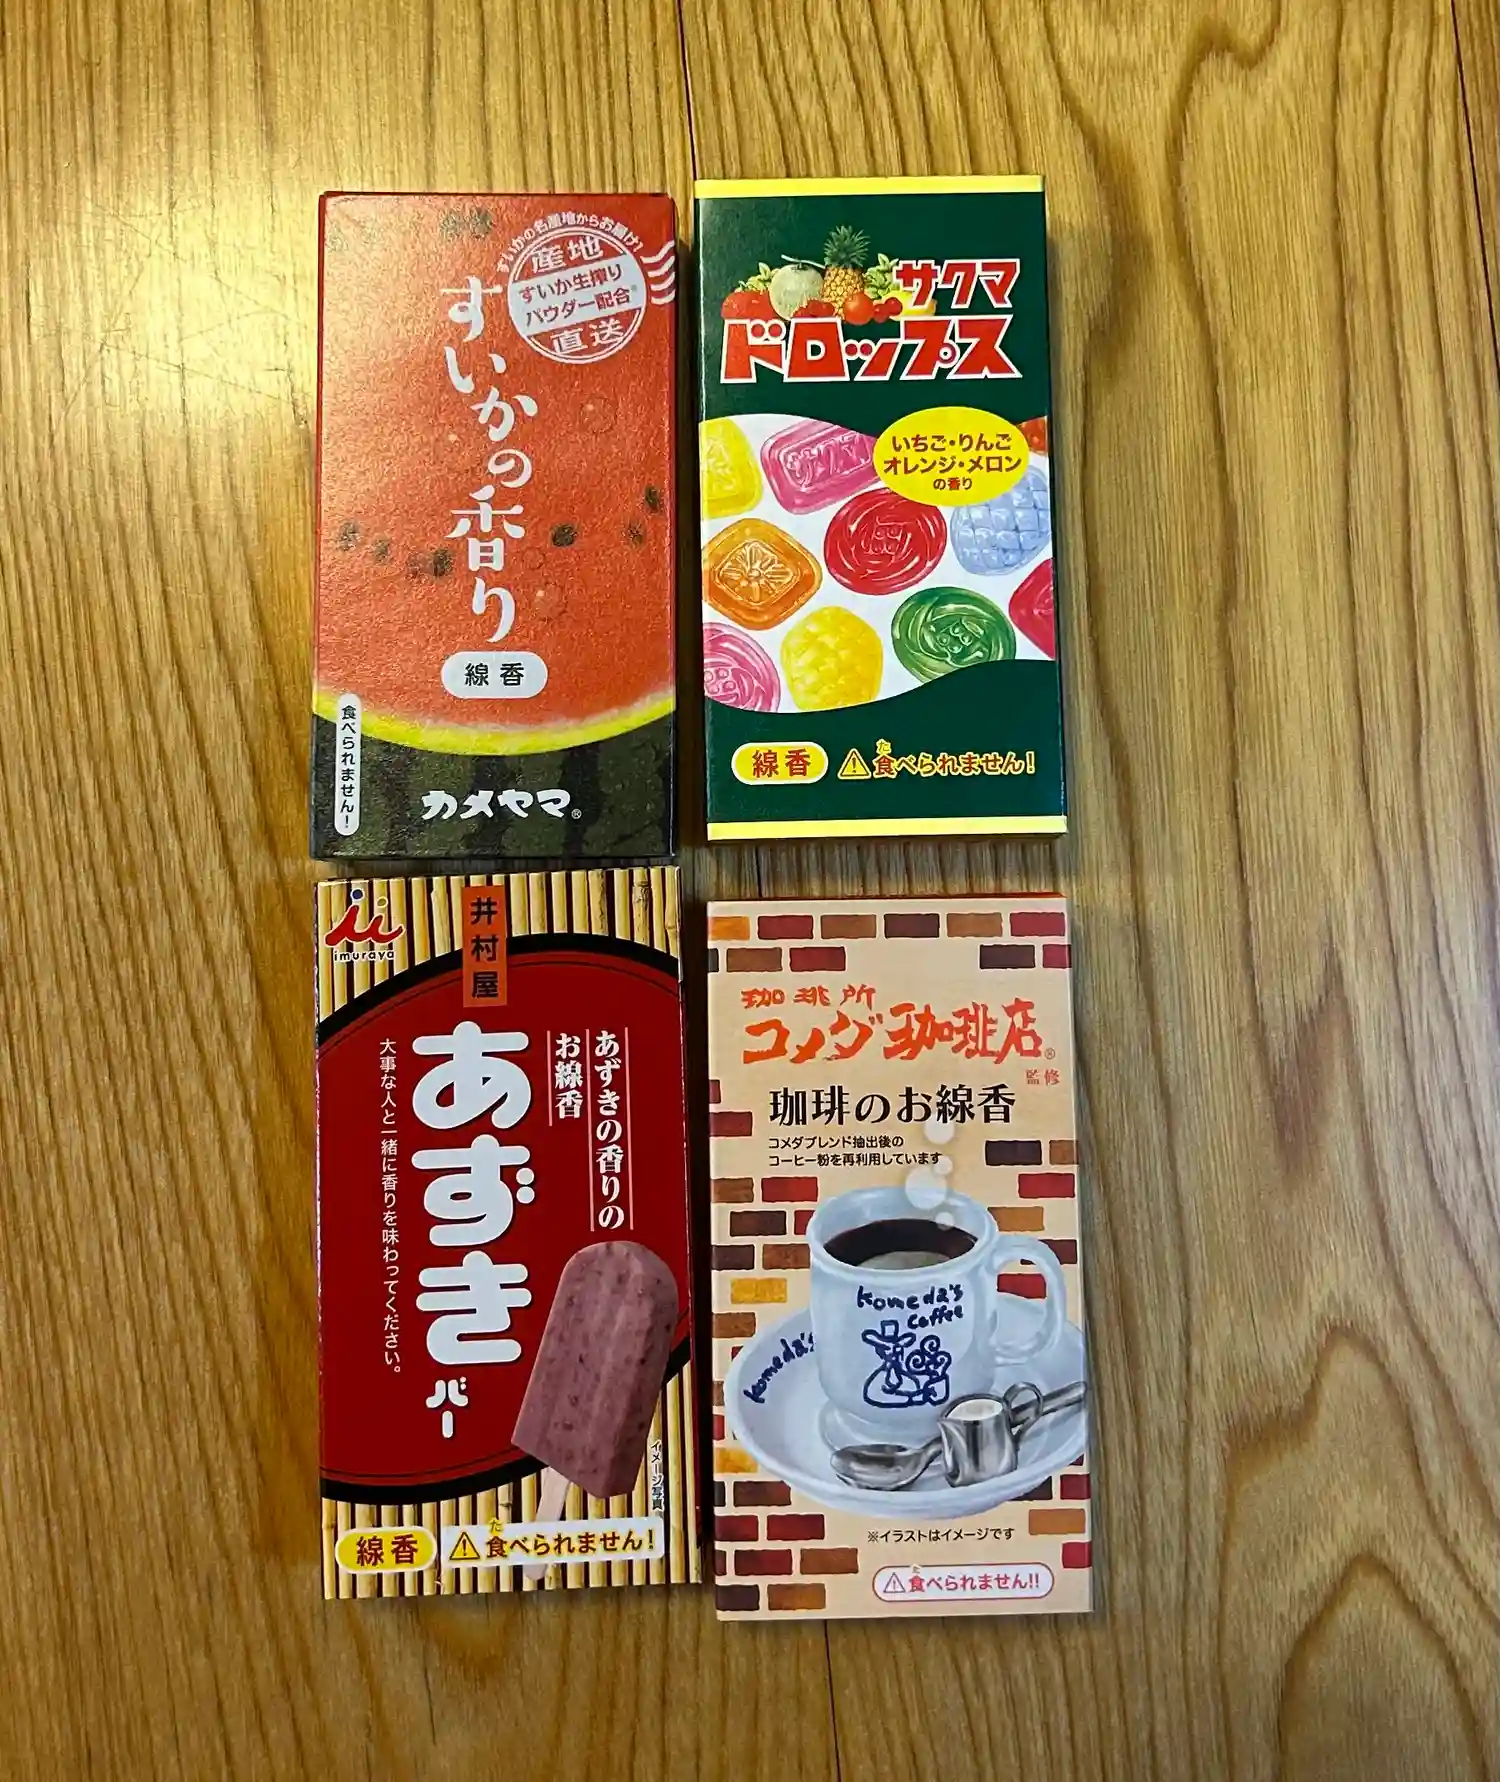 すいかの名産地からお届け!
産地
すいか生搾り
パウダー配合※
直送
すいかの香り
線香
食べられません!
カメヤマ®
サクマ
ドロップス
いちご・りんご
オレンジ・メロン
の香り
サクマ
線香
た
⚠食べられません!
imuraya
井村屋
あずきの香りの
お線香
あずき
バー
大事な人と一緒に香りを味わってください。
イメージ写真
線香
た
⚠食べられません!
珈琲所
コメダ珈琲店®
監修
珈琲のお線香
コメダブレンド抽出後の
コーヒー粉を再利用しています
Komeda's
Coffee
Komeda's
※イラストはイメージです
た
⚠食べられません!!